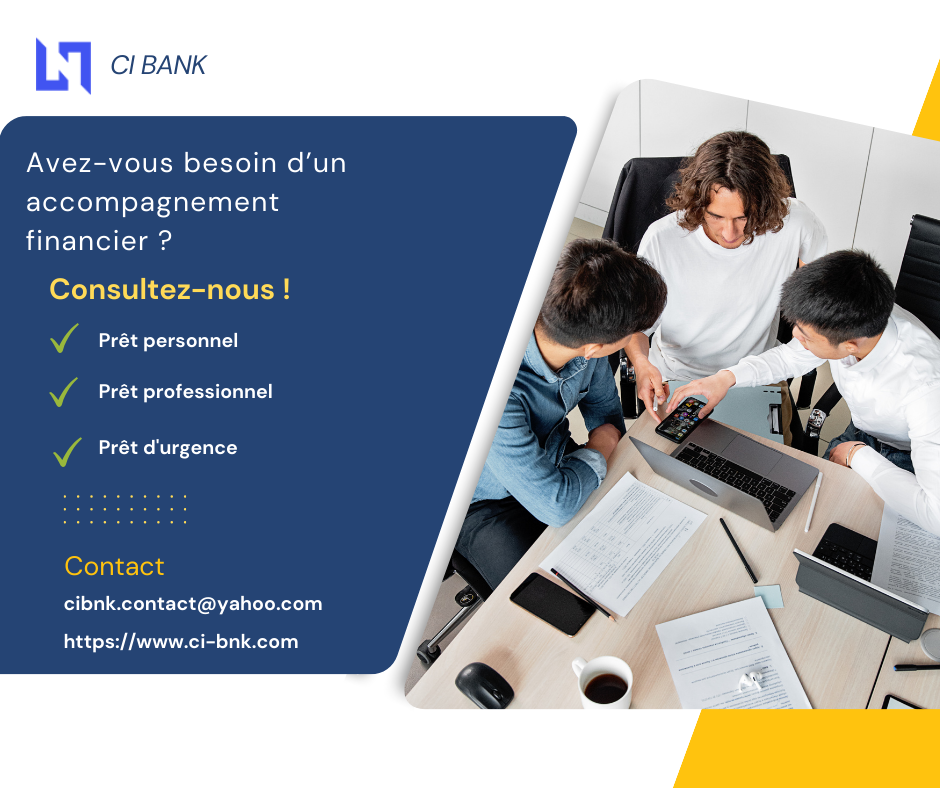 CI BANK
Avez-vous besoin d’un
accompagnement
financier ?
Consultez-nous !
Prêt personnel
Prêt professionnel
Prêt d'urgence
Contact
cibnk.contact@yahoo.com
https://www.ci-bnk.com